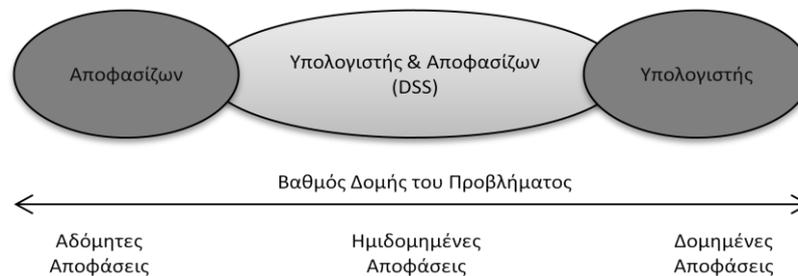 Αποφασίζων
Υπολογιστής & Αποφασίζων
(DSS)
Υπολογιστής
Βαθμός Δομής του Προβλήματος
Αδόμητες
Αποφάσεις
Ημιδομημένες
Αποφάσεις
Δομημένες
Αποφάσεις